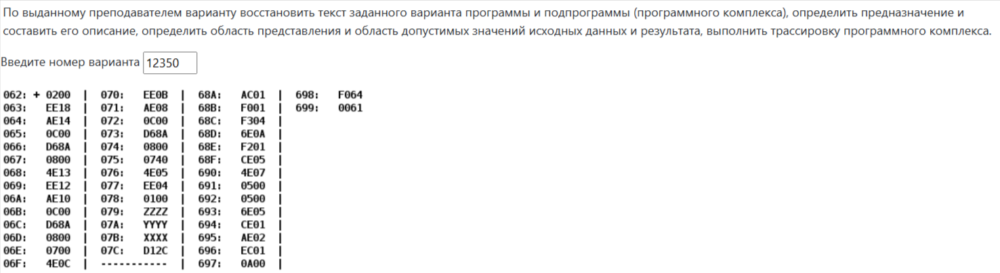 По выданному преподавателем варианту восстановить текст заданного варианта программы и подпрограммы (программного комплекса), определить предназначение и
составить его описание, определить область представления и область допустимых значений исходных данных и результата, выполнить трассировку программного комплекса.
Введите номер варианта 12350
062: + 0200 | 070: EE0B | 68A: AC01 | 698: F064
063: EE18 | 071: AE08 | 68B: F001 | 699: 0061
064: AE14 | 072: 0C00 | 68C: F304 |
065: 0C00 | 073: D68A | 68D: 6E0A |
066: D68A | 074: 0800 | 68E: F201 |
067: 0800 | 075: 0740 | 68F: CE05 |
068: 4E13 | 076: 4E05 | 690: 4E07 |
069: EE12 | 077: EE04 | 691: 0500 |
06A: AE10 | 078: 0100 | 692: 0500 |
06B: 0C00 | 079: ZZZZ | 693: 6E05 |
06C: D68A | 07A: YYYY | 694: CE01 |
06D: 0800 | 07B: XXXX | 695: AE02 |
06E: 0700 | 07C: D12C | 696: EC01 |
06F: 4E0C | ----------- | 697: 0A00 |